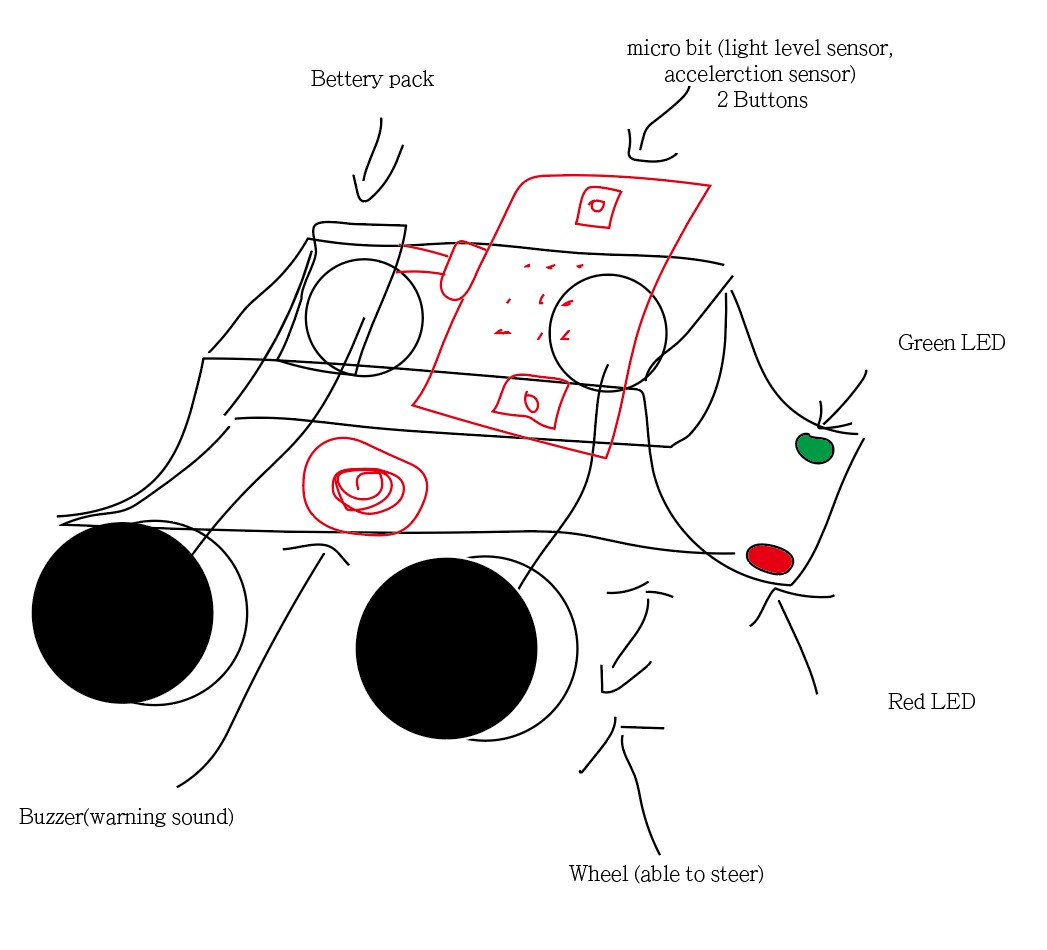 micro bit (light level sensor,
accelerction sensor)
2 Buttons
Bettery pack
Green LED
Red LED
Buzzer(warning sound)
Wheel (able to steer)